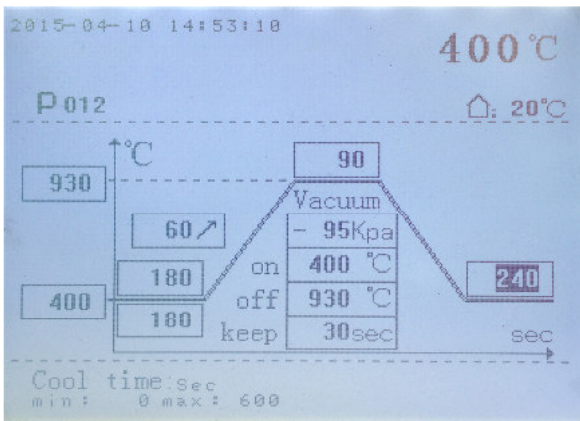 2015-04-10 14:53:10
400℃
P 012
: 20℃
℃
90
930
Vacuum
60↗
- 95Kpa
180
on 400 ℃
240
400
off 930 ℃
180
keep 30sec
sec
Cool time:sec
min: 0 max: 600